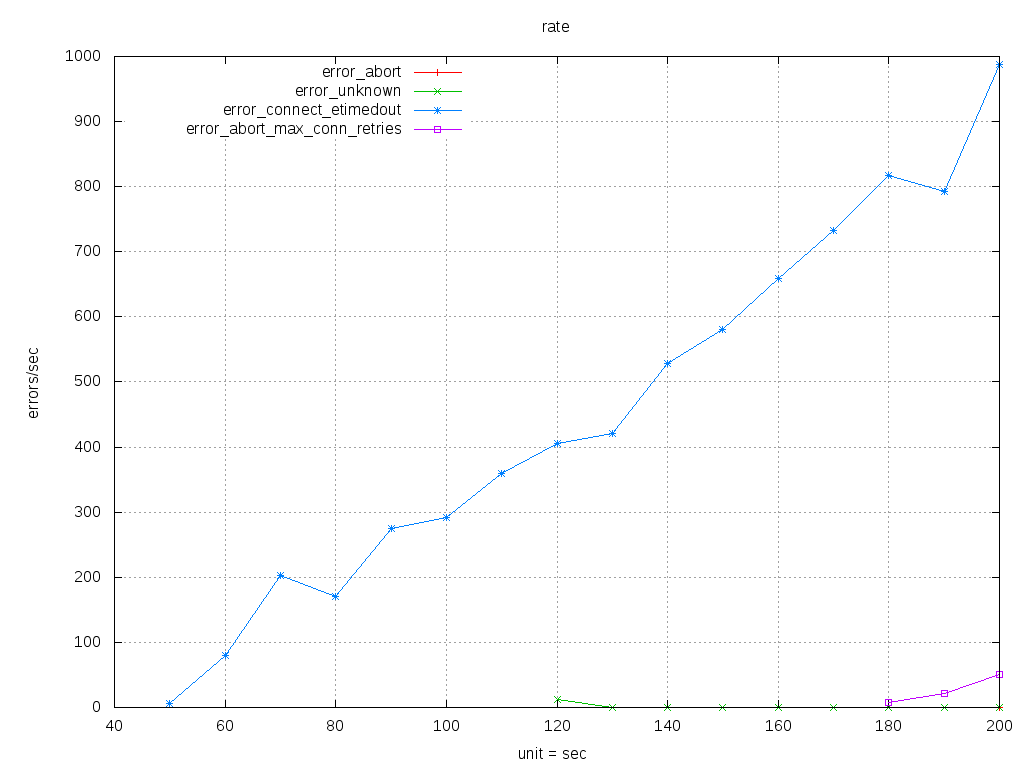 rate
1000
900
800
700
600
500
400
300
200
100
0
error_abort
error_unknown
error_connect_etimedout
error_abort_max_conn_retries
errors/sec
40 60 80 100 120 140 160 180 200
unit = sec